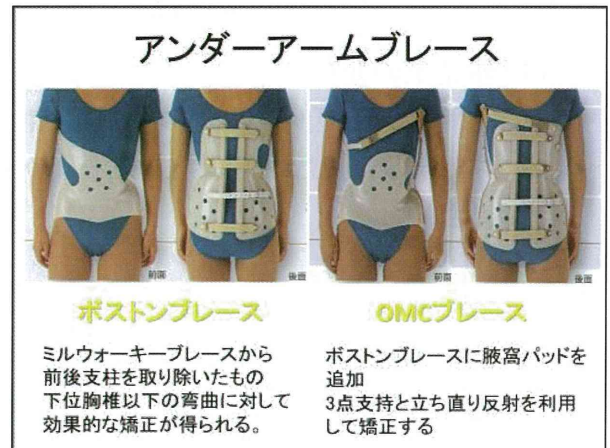 アンダーアームブレース
前面
後面
前面
後面
ボストンブレース
OMCブレース
ミルウォーキーブレースから
前後支柱を取り除いたもの
下位胸椎以下の弯曲に対して
効果的な矯正が得られる。
ボストンブレースに腋窩パッドを
追加
3点支持と立ち直り反射を利用
して矯正する